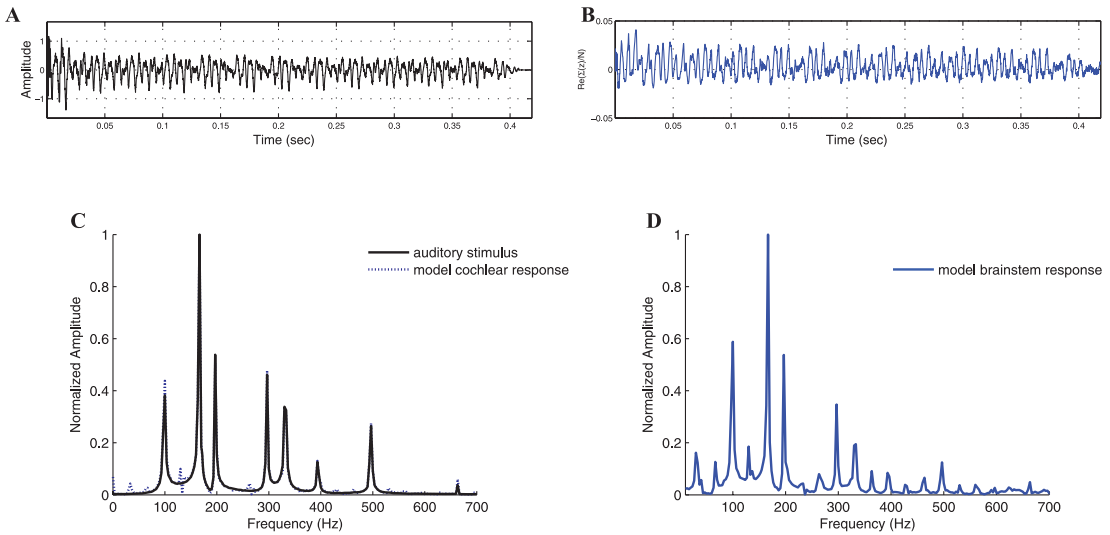 A
Amplitude
1
0
−1
0.05 0.1 0.15 0.2 0.25 0.3 0.35 0.4
Time (sec)
B
Re(Σ(z)/N)
0.05
0
−0.05
0.05 0.1 0.15 0.2 0.25 0.3 0.35 0.4
Time (sec)
C
auditory stimulus
model cochlear response
Normalized Amplitude
1
0.8
0.6
0.4
0.2
0
0 100 200 300 400 500 600 700
Frequency (Hz)
D
model brainstem response
Normalized Amplitude
1
0.8
0.6
0.4
0.2
0
100 200 300 400 500 600 700
Frequency (Hz)